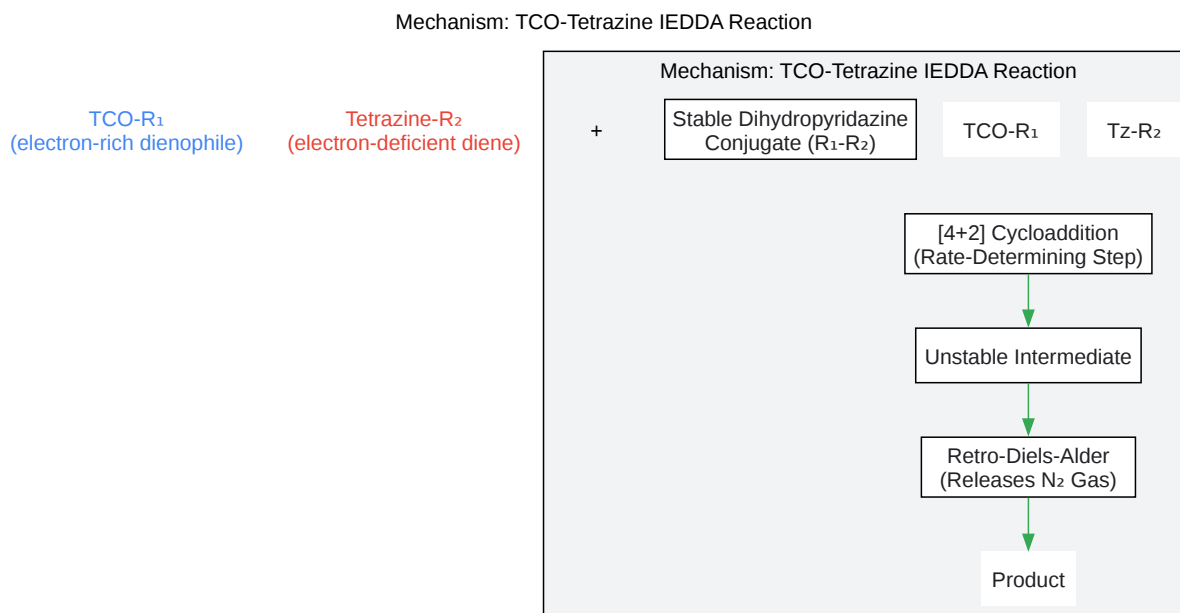 Mechanism: TCO-Tetrazine IEDDA Reaction
Mechanism: TCO-Tetrazine IEDDA Reaction
TCO-R₁
(electron-rich dienophile)
Tetrazine-R₂
(electron-deficient diene)
+
Stable Dihydropyridazine
Conjugate (R₁-R₂)
TCO-R₁
Tz-R₂
[4+2] Cycloaddition
(Rate-Determining Step)
Unstable Intermediate
Retro-Diels-Alder
(Releases N₂ Gas)
Product